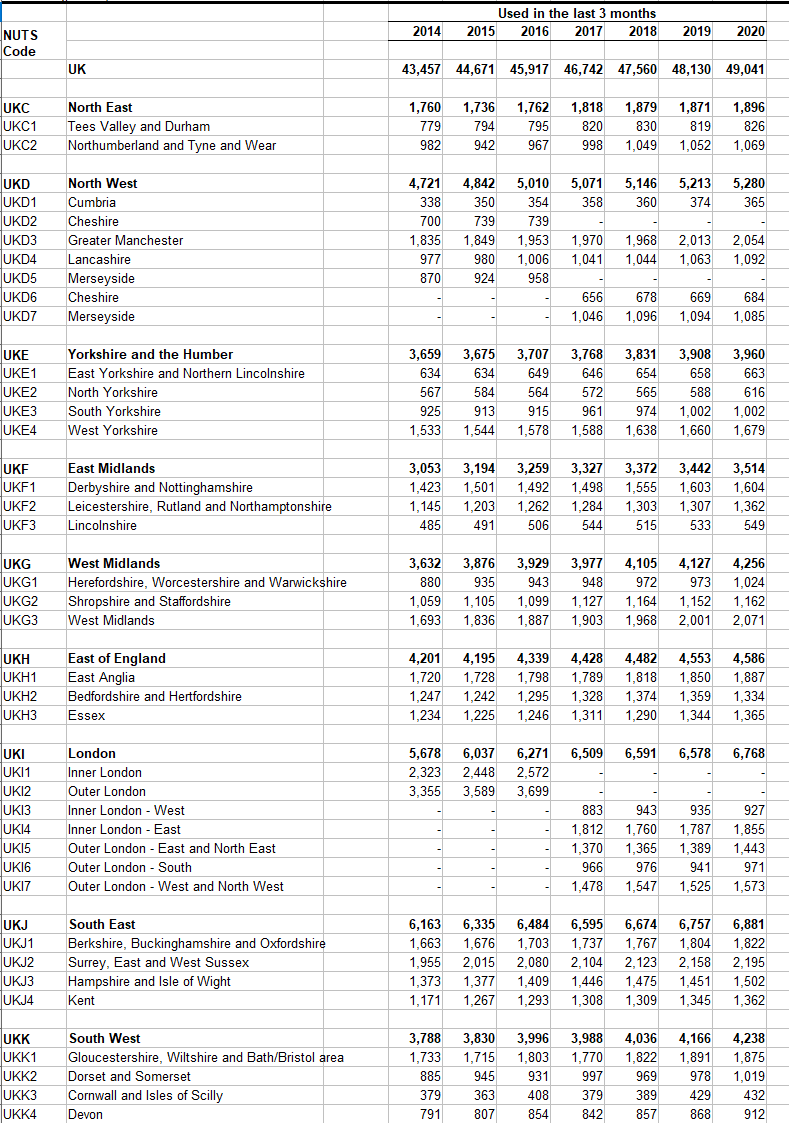 Used in the last 3 months
NUTS Code 2014 2015 2016 2017 2018 2019 2020
UK 43,457 44,671 45,917 46,742 47,560 48,130 49,041
UKC North East 1,760 1,736 1,762 1,818 1,879 1,871 1,896
UKC1 Tees Valley and Durham 779 794 795 820 830 819 826
UKC2 Northumberland and Tyne and Wear 982 942 967 998 1,049 1,052 1,069
UKD North West 4,721 4,842 5,010 5,071 5,146 5,213 5,280
UKD1 Cumbria 338 350 354 358 360 374 365
UKD2 Cheshire 700 739 739 - - - -
UKD3 Greater Manchester 1,835 1,849 1,953 1,970 1,968 2,013 2,054
UKD4 Lancashire 977 980 1,006 1,041 1,044 1,063 1,092
UKD5 Merseyside 870 924 958 - - - -
UKD6 Cheshire - - - 656 678 669 684
UKD7 Merseyside - - - 1,046 1,096 1,094 1,085
UKE Yorkshire and the Humber 3,659 3,675 3,707 3,768 3,831 3,908 3,960
UKE1 East Yorkshire and Northern Lincolnshire 634 634 649 646 654 658 663
UKE2 North Yorkshire 567 584 564 572 565 588 616
UKE3 South Yorkshire 925 913 915 961 974 1,002 1,002
UKE4 West Yorkshire 1,533 1,544 1,578 1,588 1,638 1,660 1,679
UKF East Midlands 3,053 3,194 3,259 3,327 3,372 3,442 3,514
UKF1 Derbyshire and Nottinghamshire 1,423 1,501 1,492 1,498 1,555 1,603 1,604
UKF2 Leicestershire, Rutland and Northamptonshire 1,145 1,203 1,262 1,284 1,303 1,307 1,362
UKF3 Lincolnshire 485 491 506 544 515 533 549
UKG West Midlands 3,632 3,876 3,929 3,977 4,105 4,127 4,256
UKG1 Herefordshire, Worcestershire and Warwickshire 880 935 943 948 972 973 1,024
UKG2 Shropshire and Staffordshire 1,059 1,105 1,099 1,127 1,164 1,152 1,162
UKG3 West Midlands 1,693 1,836 1,887 1,903 1,968 2,001 2,071
UKH East of England 4,201 4,195 4,339 4,428 4,482 4,553 4,586
UKH1 East Anglia 1,720 1,728 1,798 1,789 1,818 1,850 1,887
UKH2 Bedfordshire and Hertfordshire 1,247 1,242 1,295 1,328 1,374 1,359 1,334
UKH3 Essex 1,234 1,225 1,246 1,311 1,290 1,344 1,365
UKI London 5,678 6,037 6,271 6,509 6,591 6,578 6,768
UKI1 Inner London 2,323 2,448 2,572 - - - -
UKI2 Outer London 3,355 3,589 3,699 - - - -
UKI3 Inner London - West - - - 883 943 935 927
UKI4 Inner London - East - - - 1,812 1,760 1,787 1,855
UKI5 Outer London - East and North East - - - 1,370 1,365 1,389 1,443
UKI6 Outer London - South - - - 966 976 941 971
UKI7 Outer London - West and North West - - - 1,478 1,547 1,525 1,573
UKJ South East 6,163 6,335 6,484 6,595 6,674 6,757 6,881
UKJ1 Berkshire, Buckinghamshire and Oxfordshire 1,663 1,676 1,703 1,737 1,767 1,804 1,822
UKJ2 Surrey, East and West Sussex 1,955 2,015 2,080 2,104 2,123 2,158 2,195
UKJ3 Hampshire and Isle of Wight 1,373 1,377 1,409 1,446 1,475 1,451 1,502
UKJ4 Kent 1,171 1,267 1,293 1,308 1,309 1,345 1,362
UKK South West 3,788 3,830 3,996 3,988 4,036 4,166 4,238
UKK1 Gloucestershire, Wiltshire and Bath/Bristol area 1,733 1,715 1,803 1,770 1,822 1,891 1,875
UKK2 Dorset and Somerset 885 945 931 997 969 978 1,019
UKK3 Cornwall and Isles of Scilly 379 363 408 379 389 429 432
UKK4 Devon 791 807 854 842 857 868 912